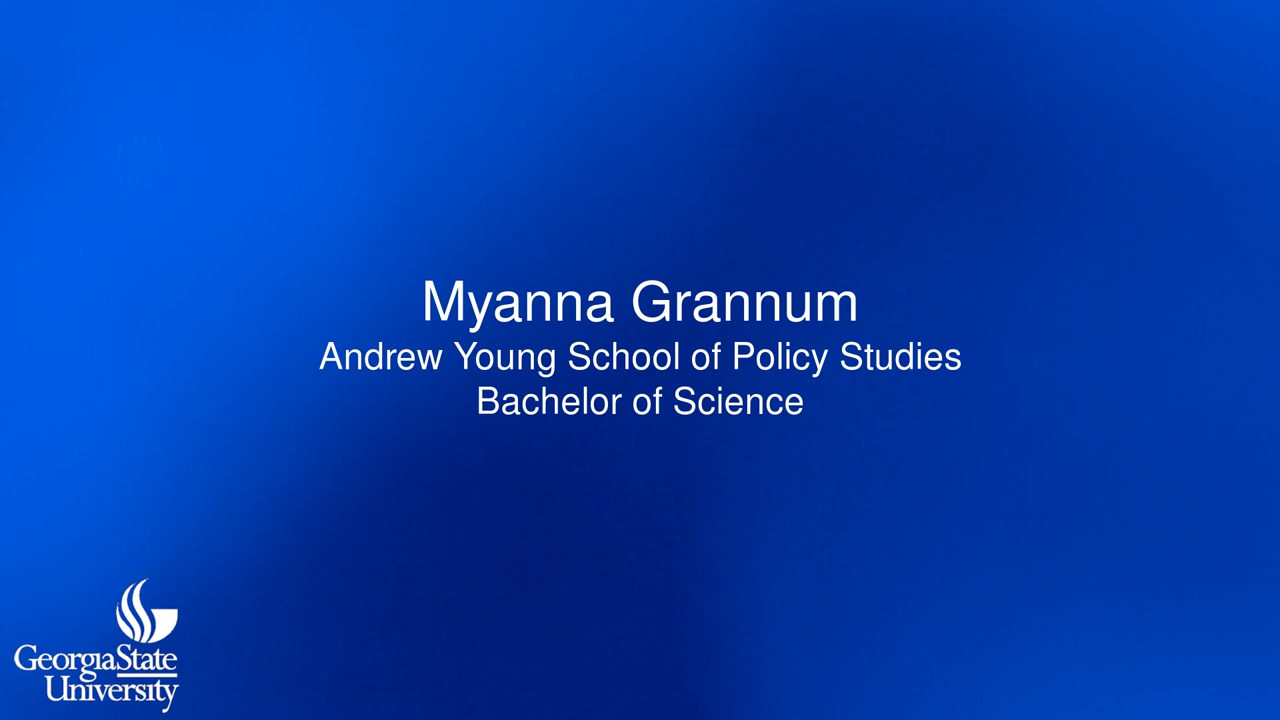 Myanna Grannum
Andrew Young School of Policy Studies
Bachelor of Science
GeorgiaState
University